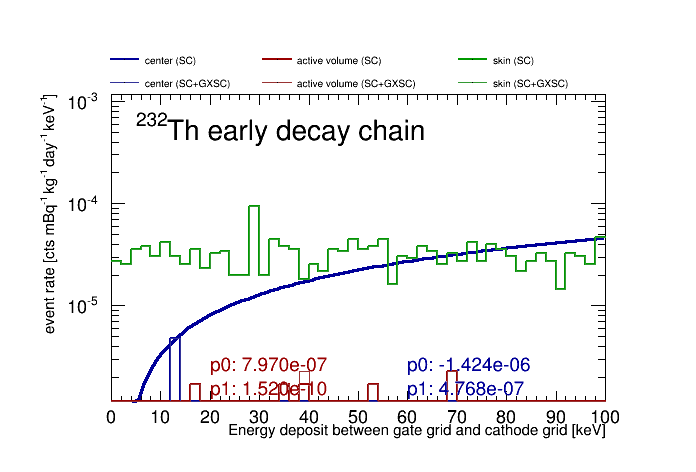 center (SC) active volume (SC) skin (SC)
center (SC+GXSC) active volume (SC+GXSC) skin (SC+GXSC)
event rate [cts mBq⁻¹ kg⁻¹ day⁻¹ keV⁻¹]
10⁻³
²³²Th early decay chain
10⁻⁴
10⁻⁵
p0: 7.970e-07 p0: -1.424e-06
p1: 1.520e-10 p1: 4.768e-07
0 10 20 30 40 50 60 70 80 90 100
Energy deposit between gate grid and cathode grid [keV]